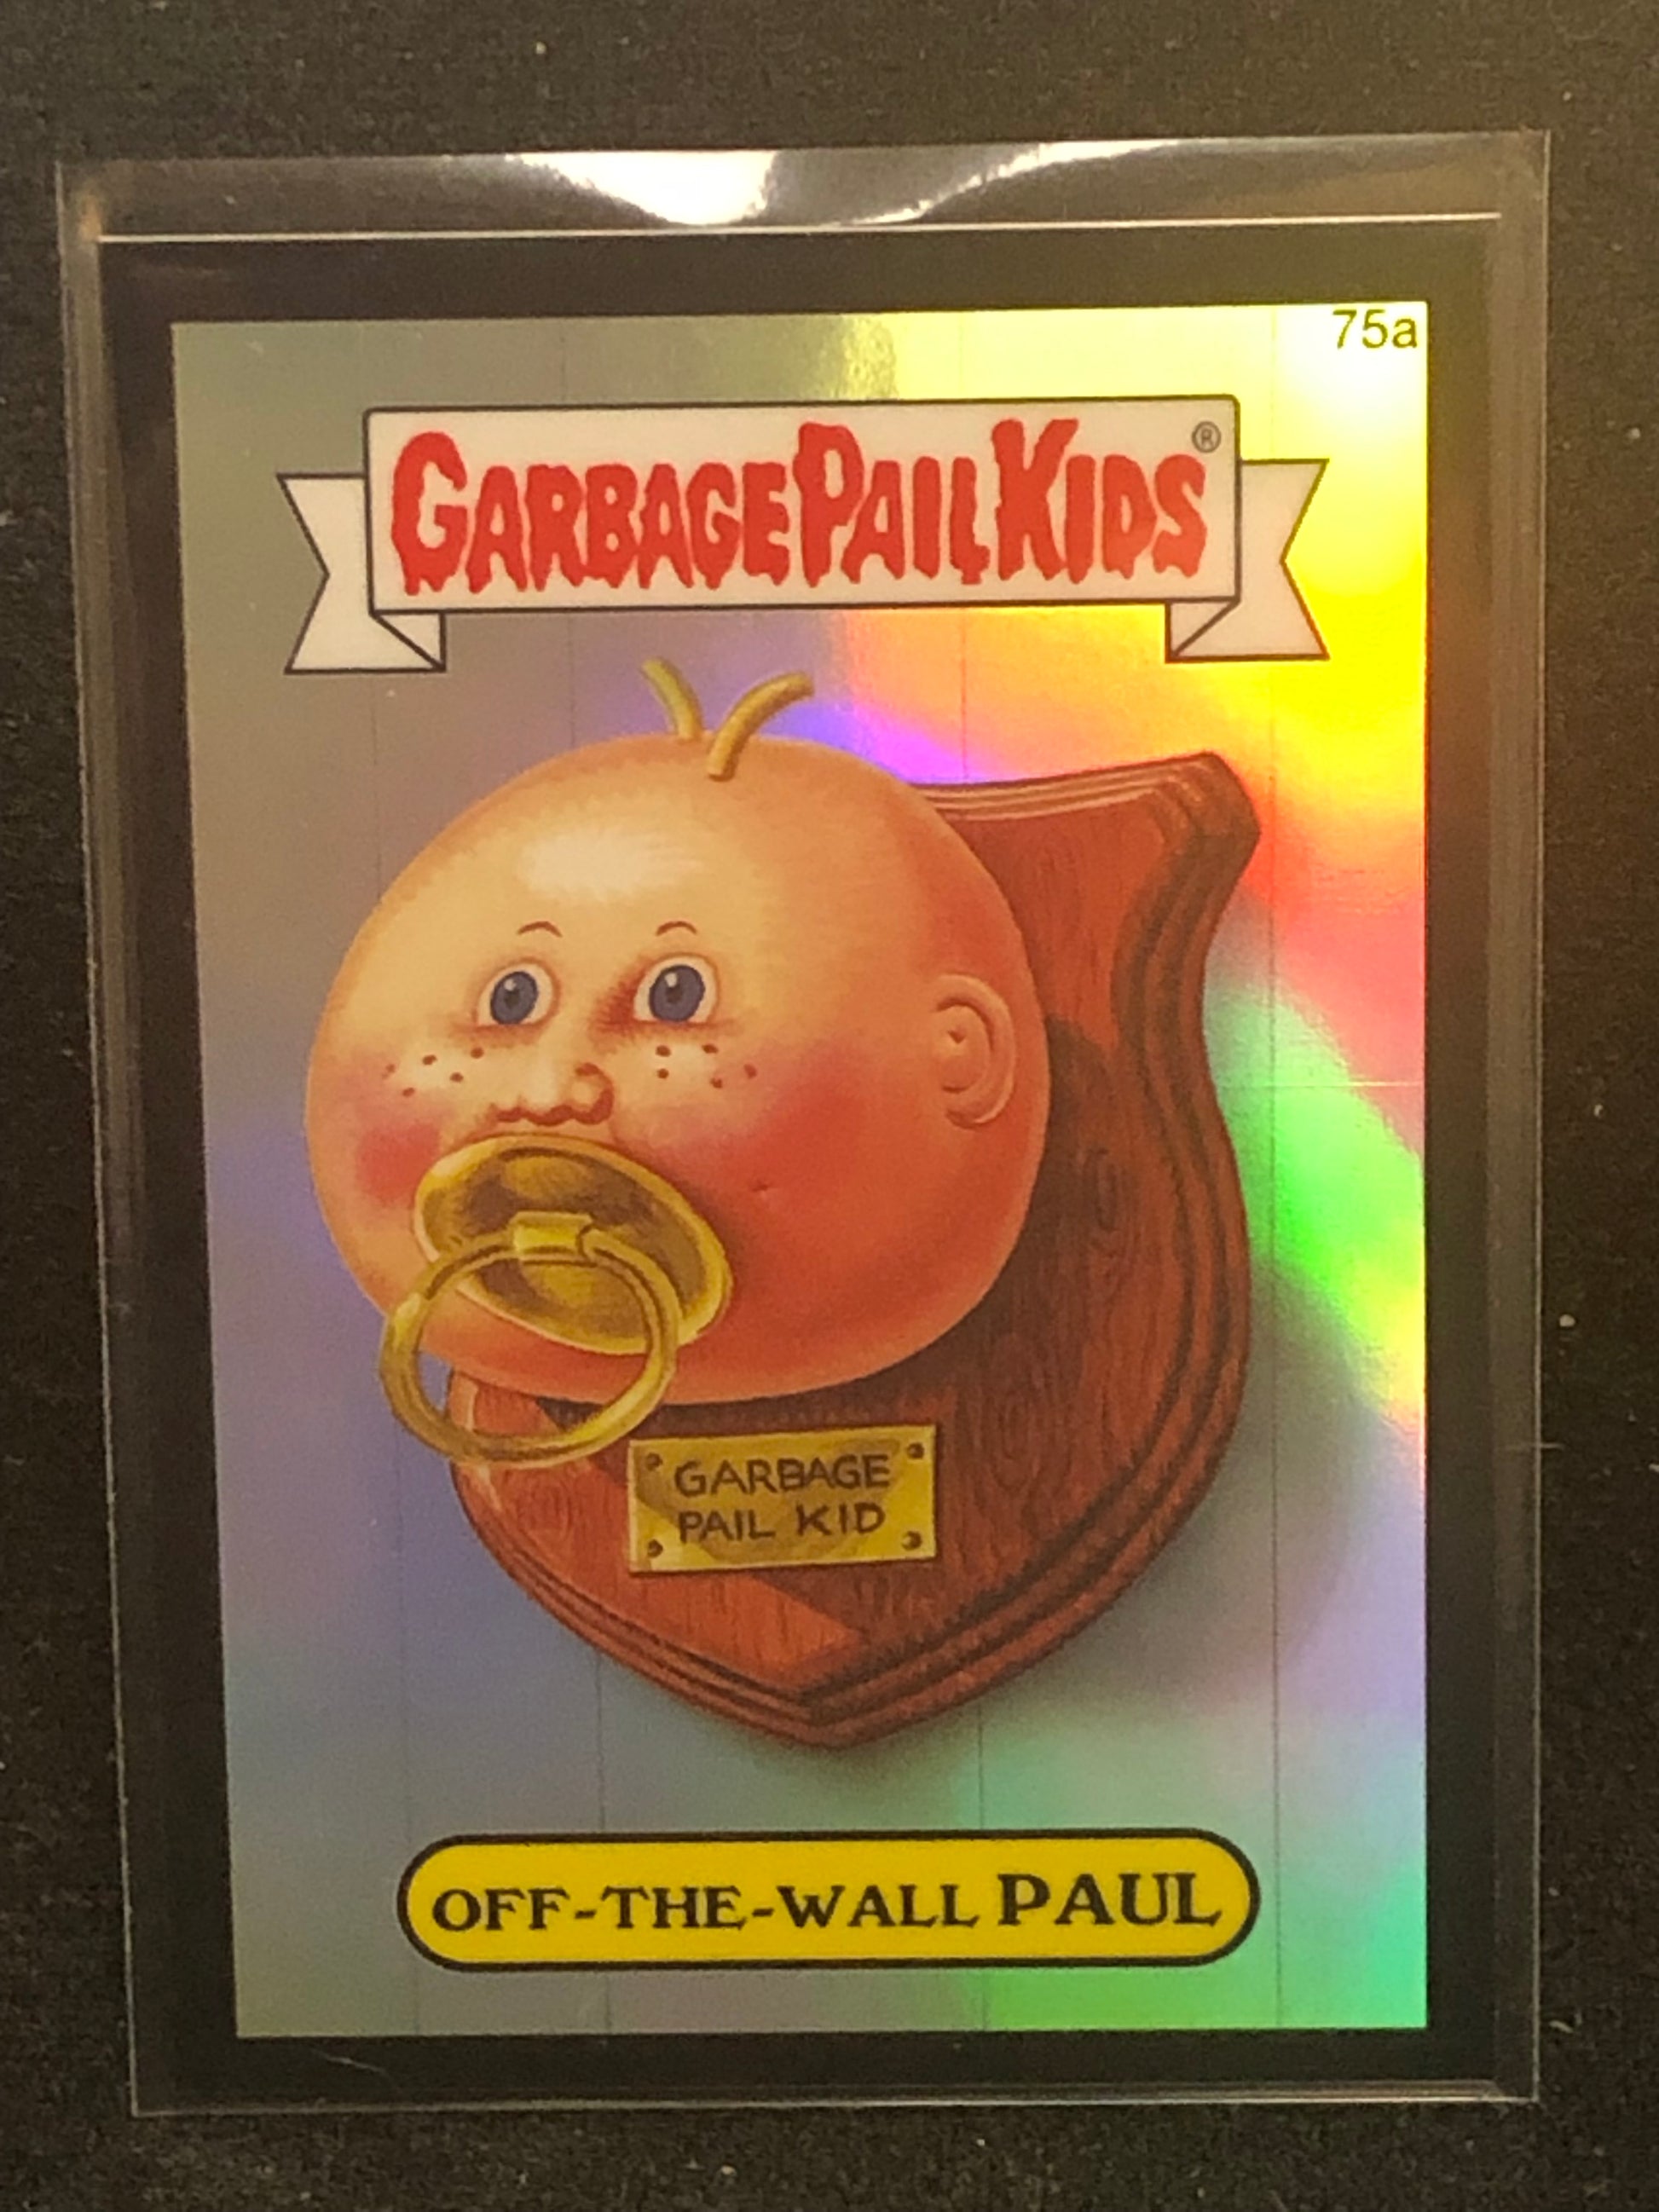 75a
GARBAGE PAIL KIDS®
GARBAGE
PAIL KID
OFF-THE-WALL PAUL